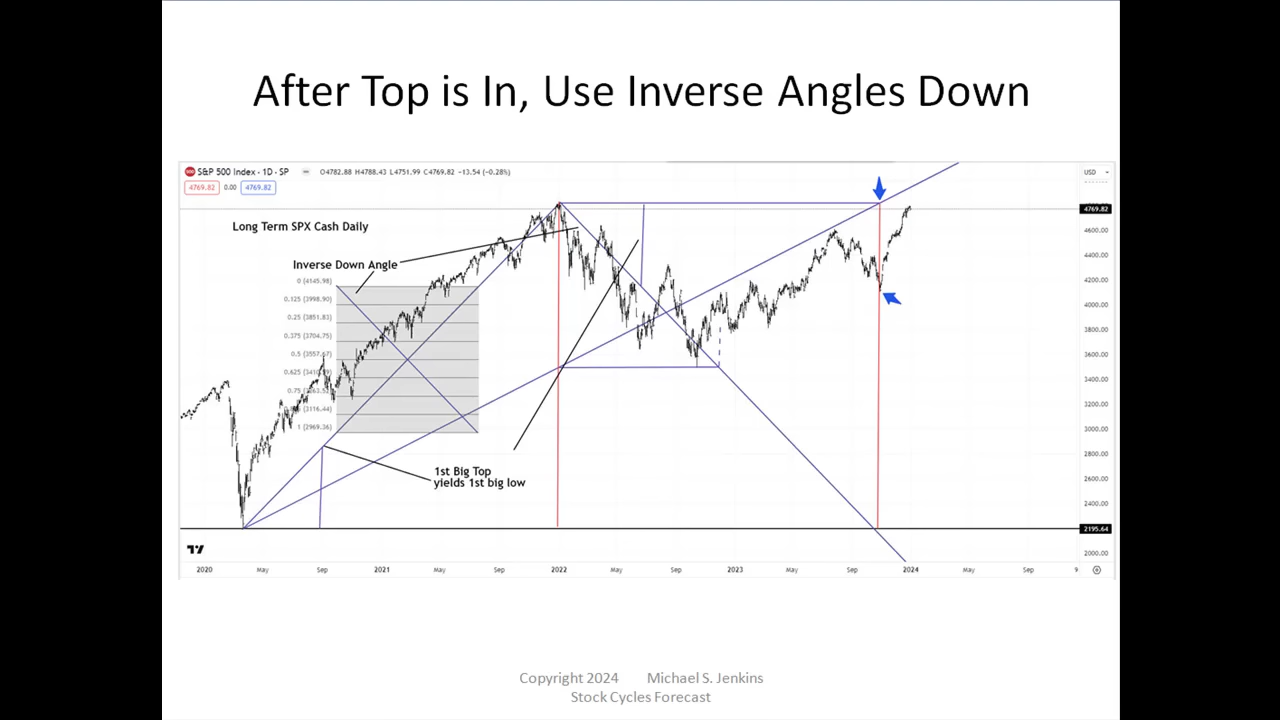 After Top is In, Use Inverse Angles Down
S&P 500 Index · 1D · SP
O4782.88 H4788.43 L4751.99 C4769.82 −13.54 (−0.28%)
USD
4769.82 0.00 4769.82
4769.82
Long Term SPX Cash Daily
4600.00
Inverse Down Angle
4400.00
0 (4145.98)
4200.00
0.125 (3998.90)
4000.00
0.25 (3851.83)
0.375 (3704.75)
3800.00
0.5 (3557.67)
3600.00
0.625
3400.00
0.75
3200.00
(3116.44)
1 (2969.36)
3000.00
2800.00
1st Big Top
yields 1st big low
2600.00
2400.00
2195.64
2000.00
2020 May Sep 2021 May Sep 2022 May Sep 2023 May Sep 2024 May Sep 9
Copyright 2024 Michael S. Jenkins
Stock Cycles Forecast